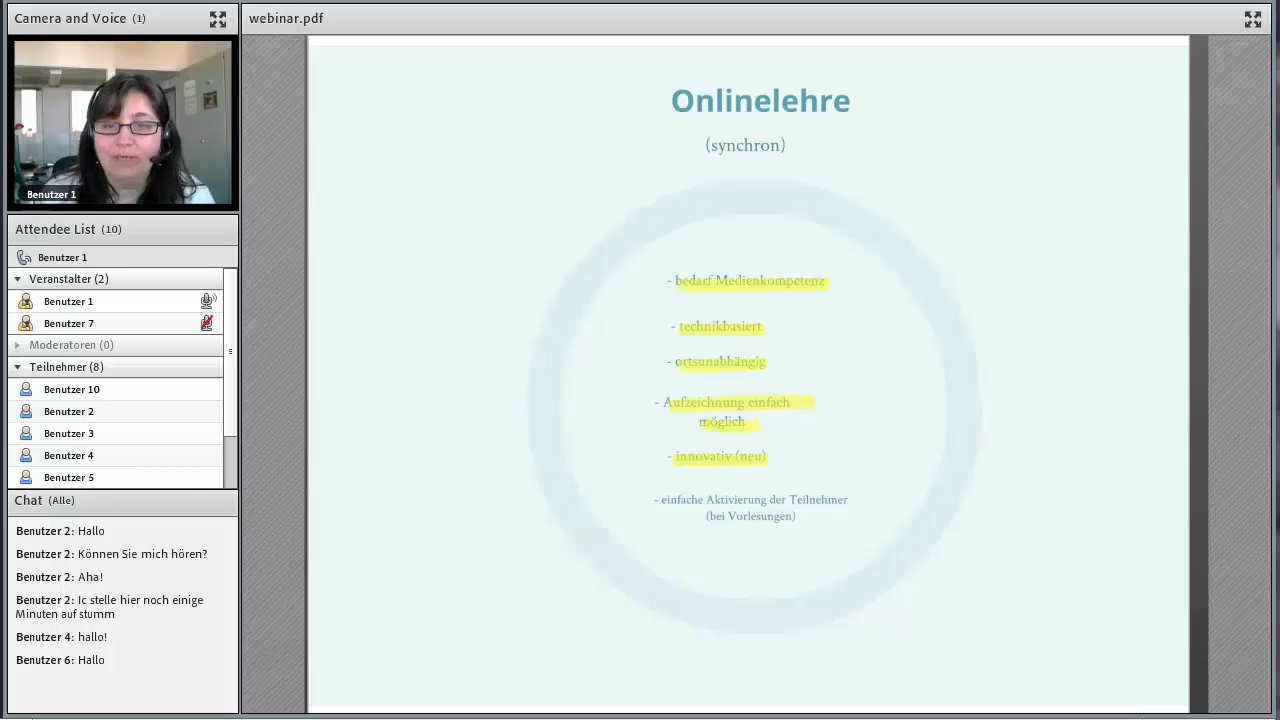 Camera and Voice (1)
Benutzer 1
Attendee List (10)
Benutzer 1
Veranstalter (2)
Benutzer 1
Benutzer 7
Moderatoren (0)
Teilnehmer (8)
Benutzer 10
Benutzer 2
Benutzer 3
Benutzer 4
Benutzer 5
Chat (Alle)
Benutzer 2: Hallo
Benutzer 2: Können Sie mich hören?
Benutzer 2: Aha!
Benutzer 2: Ic stelle hier noch einige
Minuten auf stumm
Benutzer 4: hallo!
Benutzer 6: Hallo
webinar.pdf
Onlinelehre
(synchron)
- bedarf Medienkompetenz
- technikbasiert
- ortsunabhängig
- Aufzeichnung einfach
möglich
- innovativ (neu)
- einfache Aktivierung der Teilnehmer
(bei Vorlesungen)